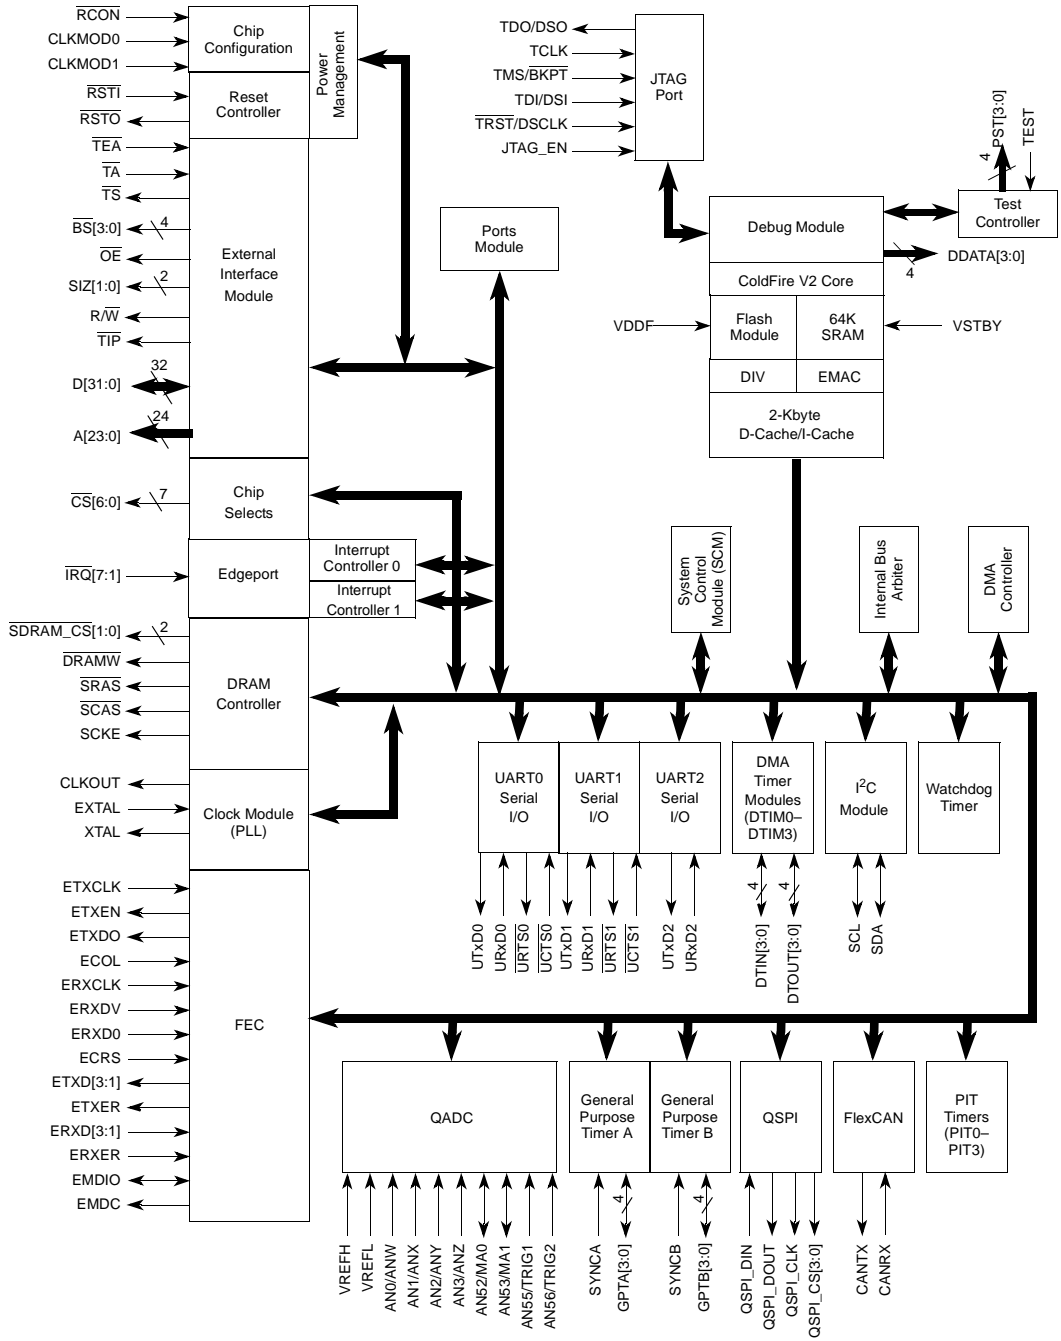 RCON
CLKMOD0
CLKMOD1
RSTI
RSTO
TEA
TA
TS
BS[3:0]
4
OE
SIZ[1:0]
2
R/W
TIP
D[31:0]
32
A[23:0]
24
CS[6:0]
7
IRQ[7:1]
SDRAM_CS[1:0]
2
DRAMW
SRAS
SCAS
SCKE
CLKOUT
EXTAL
XTAL
ETXCLK
ETXEN
ETXDO
ECOL
ERXCLK
ERXDV
ERXD0
ECRS
ETXD[3:1]
ETXER
ERXD[3:1]
ERXER
EMDIO
EMDC
Chip
Configuration
Reset
Controller
Power
Management
External
Interface
Module
Chip
Selects
Edgeport
Interrupt
Controller 0
Interrupt
Controller 1
DRAM
Controller
Clock Module
(PLL)
FEC
Ports
Module
TDO/DSO
TCLK
TMS/BKPT
TDI/DSI
TRST/DSCLK
JTAG_EN
JTAG
Port
PST[3:0]
4
TEST
Test
Controller
Debug Module
4
DDATA[3:0]
ColdFire V2 Core
VDDF
Flash
Module
64K
SRAM
VSTBY
DIV
EMAC
2-Kbyte
D-Cache/I-Cache
System
Control
Module (SCM)
Internal Bus
Arbiter
DMA
Controller
UART0
Serial
I/O
UART1
Serial
I/O
UART2
Serial
I/O
DMA
Timer
Modules
(DTIM0–
DTIM3)
I2C
Module
Watchdog
Timer
UTxD0
URxD0
URTS0
UCTS0
UTxD1
URxD1
URTS1
UCTS1
UTxD2
URxD2
4
DTIN[3:0]
4
DTOUT[3:0]
SCL
SDA
QADC
General
Purpose
Timer A
General
Purpose
Timer B
QSPI
FlexCAN
PIT
Timers
(PIT0–
PIT3)
VREFH
VREFL
AN0/ANW
AN1/ANX
AN2/ANY
AN3/ANZ
AN52/MA0
AN53/MA1
AN55/TRIG1
AN56/TRIG2
SYNCA
4
GPTA[3:0]
SYNCB
4
GPTB[3:0]
QSPI_DIN
QSPI_DOUT
QSPI_CLK
QSPI_CS[3:0]
CANTX
CANRX